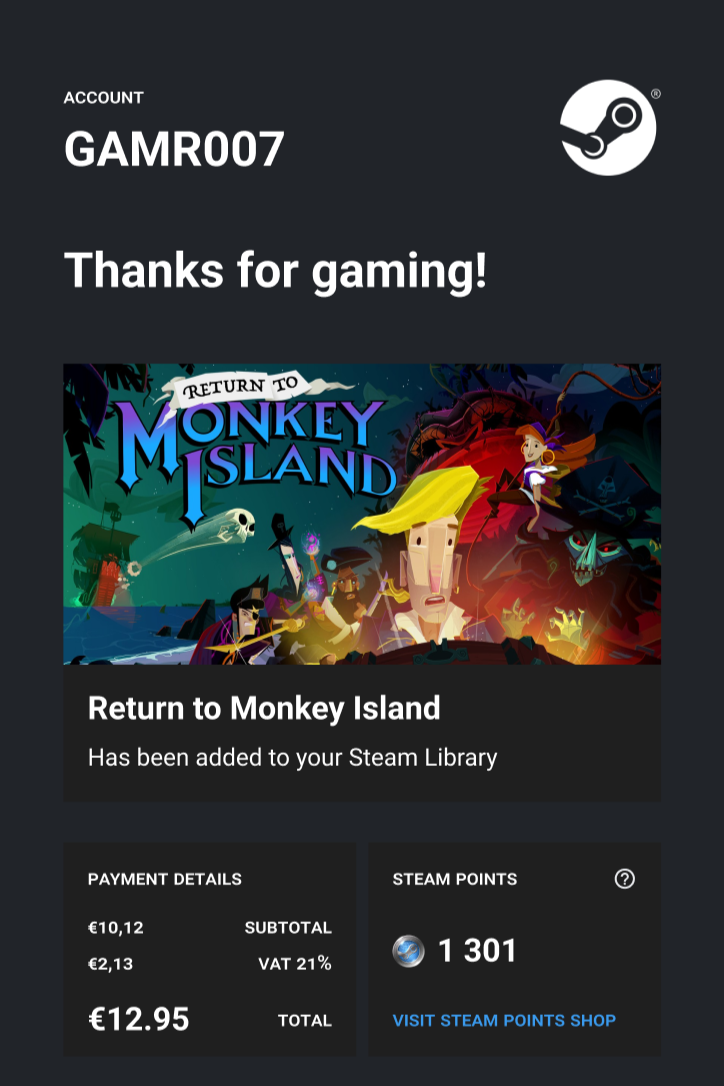 ACCOUNT
GAMR007
®
Thanks for gaming!
RETURN TO
MONKEY
ISLAND
Return to Monkey Island
Has been added to your Steam Library
PAYMENT DETAILS
€10,12 SUBTOTAL
€2,13 VAT 21%
€12.95 TOTAL
STEAM POINTS ?
1 301
VISIT STEAM POINTS SHOP